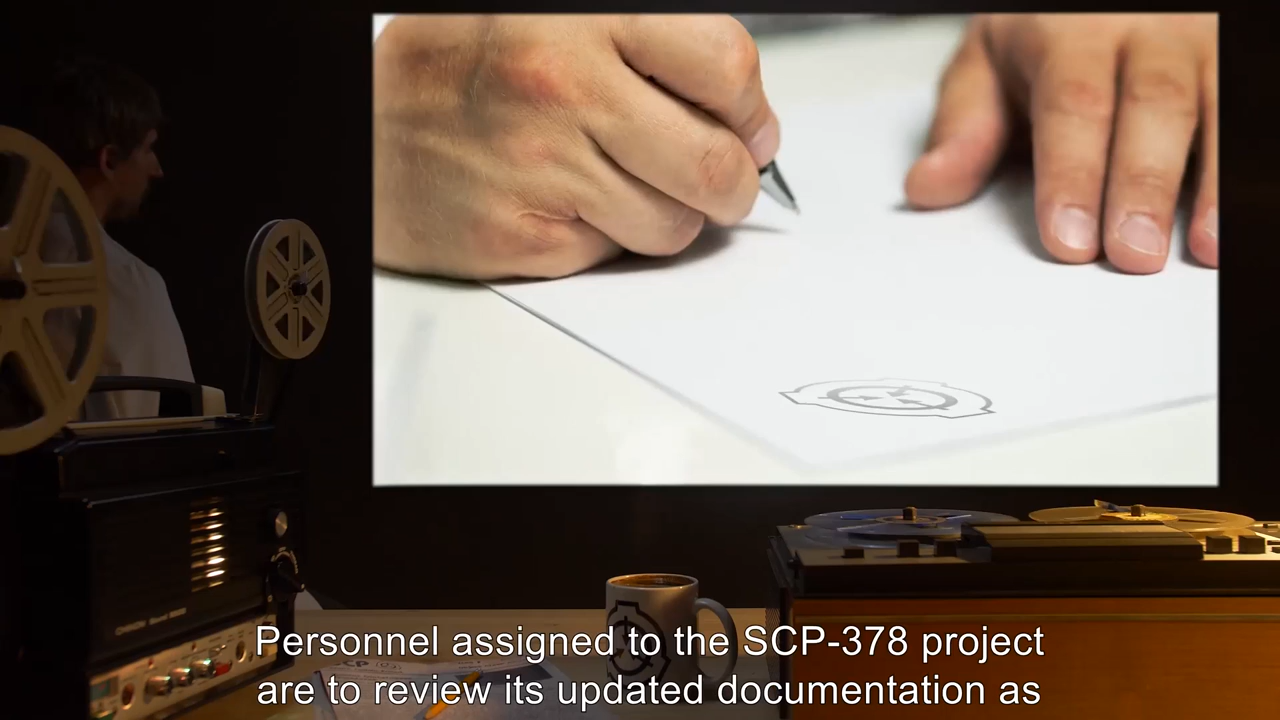 Personnel assigned to the SCP-378 project
are to review its updated documentation as